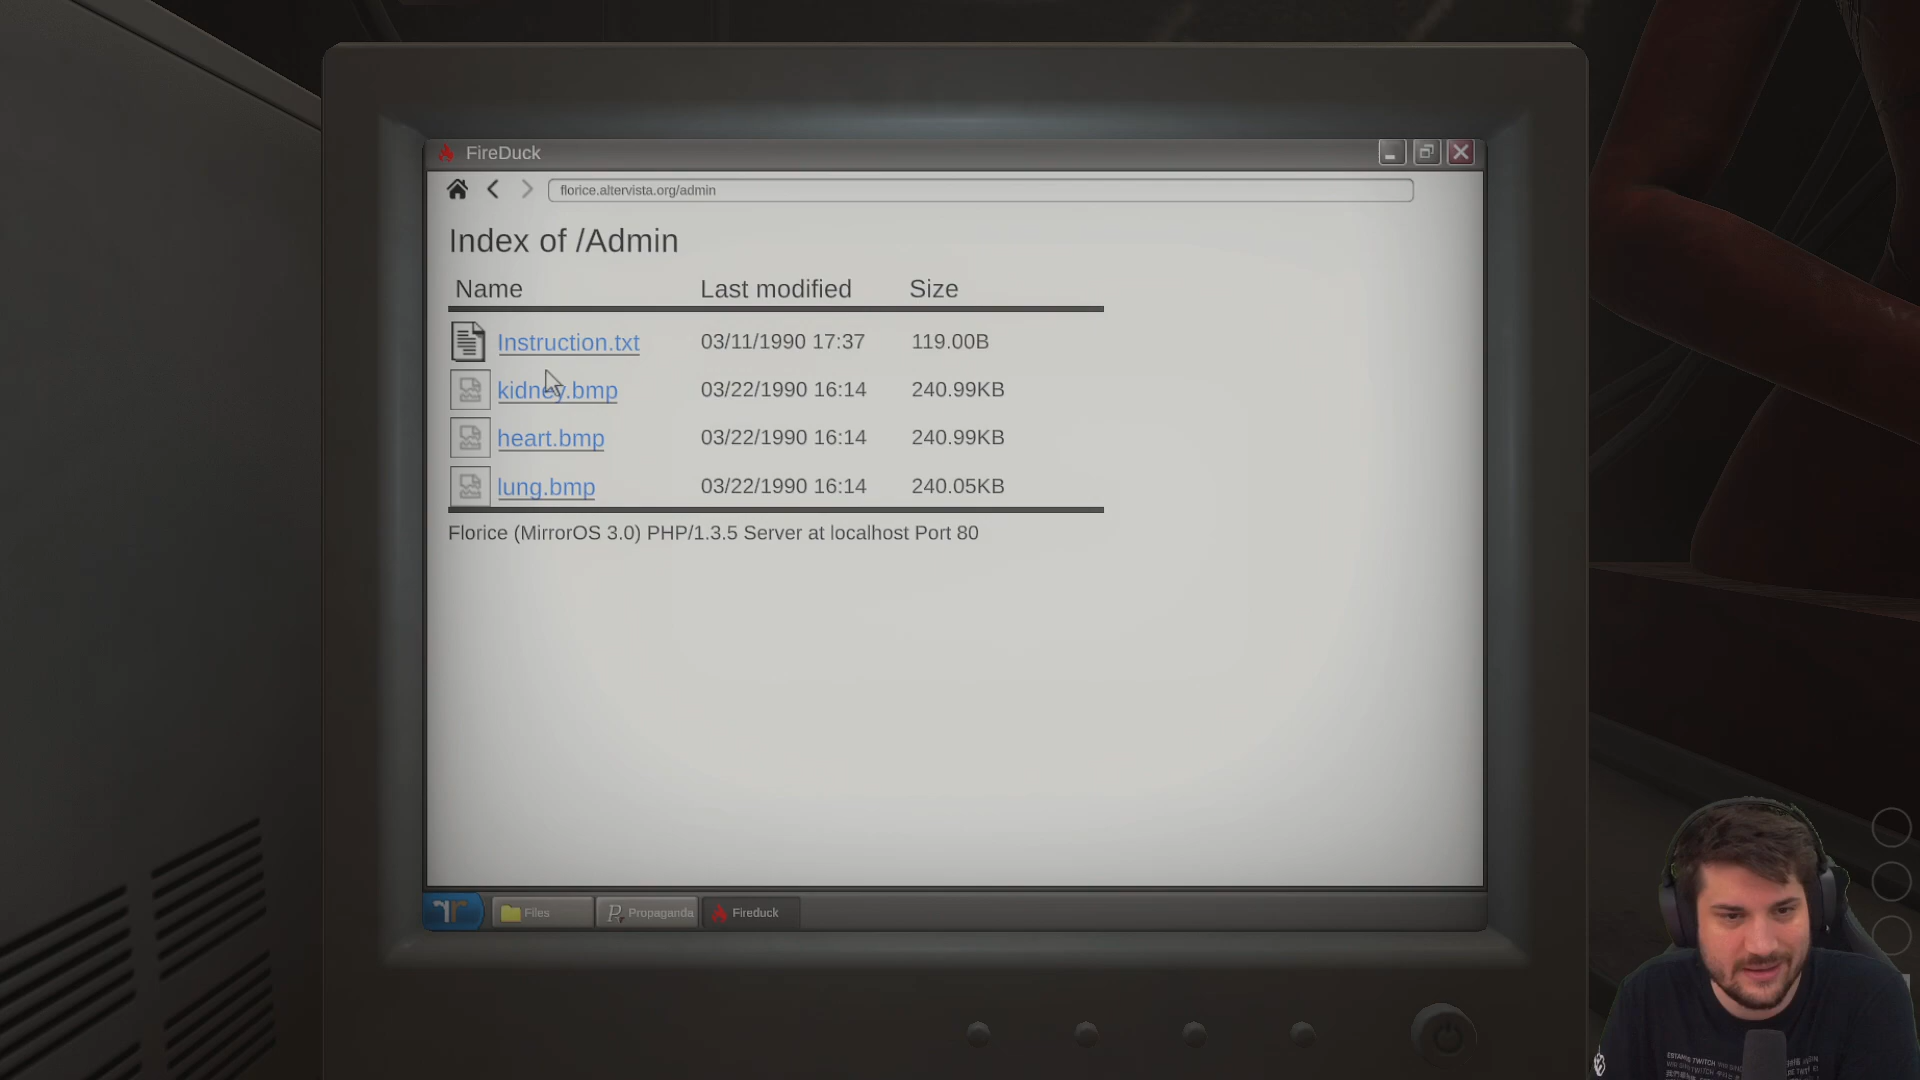 FireDuck
florice.altervista.org/admin
Index of /Admin
Name Last modified Size
Instruction.txt 03/11/1990 17:37 119.00B
kidney.bmp 03/22/1990 16:14 240.99KB
heart.bmp 03/22/1990 16:14 240.99KB
lung.bmp 03/22/1990 16:14 240.05KB
Florice (MirrorOS 3.0) PHP/1.3.5 Server at localhost Port 80
Files Propaganda Fireduck
ESTAMOS TWITCH